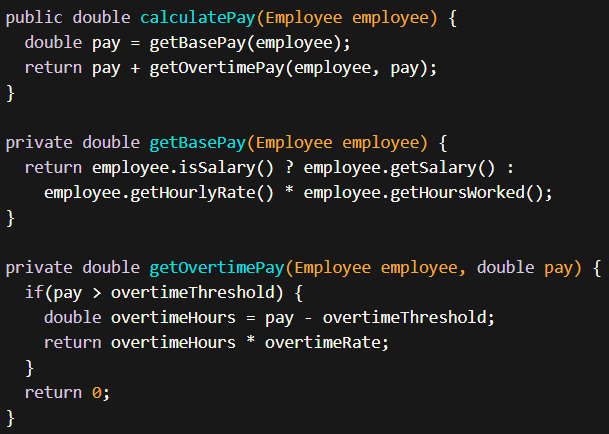 public double calculatePay(Employee employee) {
  double pay = getBasePay(employee);
  return pay + getOvertimePay(employee, pay);
}

private double getBasePay(Employee employee) {
  return employee.isSalary() ? employee.getSalary() :
    employee.getHourlyRate() * employee.getHoursWorked();
}

private double getOvertimePay(Employee employee, double pay) {
  if(pay > overtimeThreshold) {
    double overtimeHours = pay - overtimeThreshold;
    return overtimeHours * overtimeRate;
  }
  return 0;
}